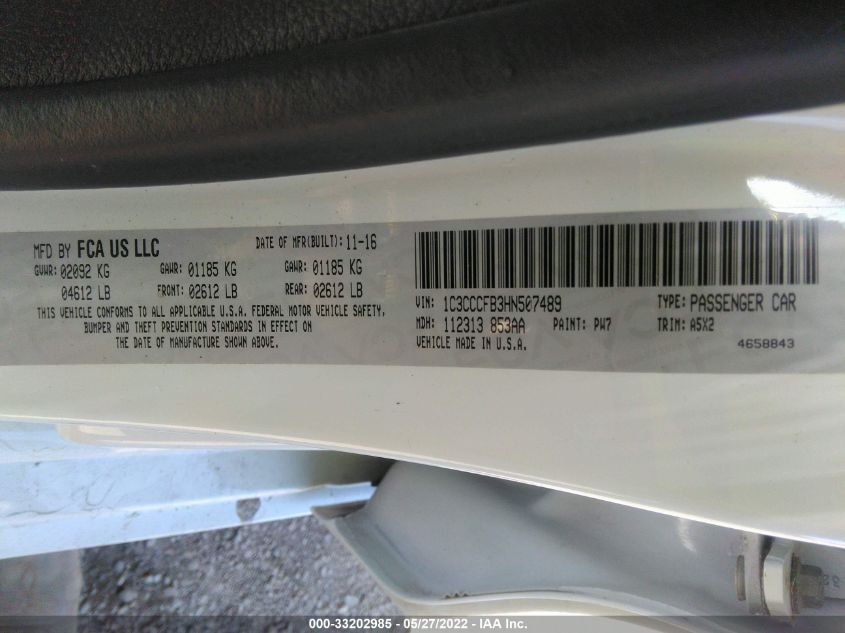 MFD BY FCA US LLC DATE OF MFR(BUILT): 11-16
GVWR: 02092 KG GAWR: 01185 KG GAWR: 01185 KG
04612 LB FRONT: 02612 LB REAR: 02612 LB
THIS VEHICLE CONFORMS TO ALL APPLICABLE U.S.A. FEDERAL MOTOR VEHICLE SAFETY,
BUMPER AND THEFT PREVENTION STANDARDS IN EFFECT ON
THE DATE OF MANUFACTURE SHOWN ABOVE.
VIN: 1C3CCCFB3HN507489 TYPE: PASSENGER CAR
MDH: 112313 853AA PAINT: PW7 TRIM: A5X2
VEHICLE MADE IN U.S.A. 4658843
000-33202985 - 05/27/2022 - IAA Inc.